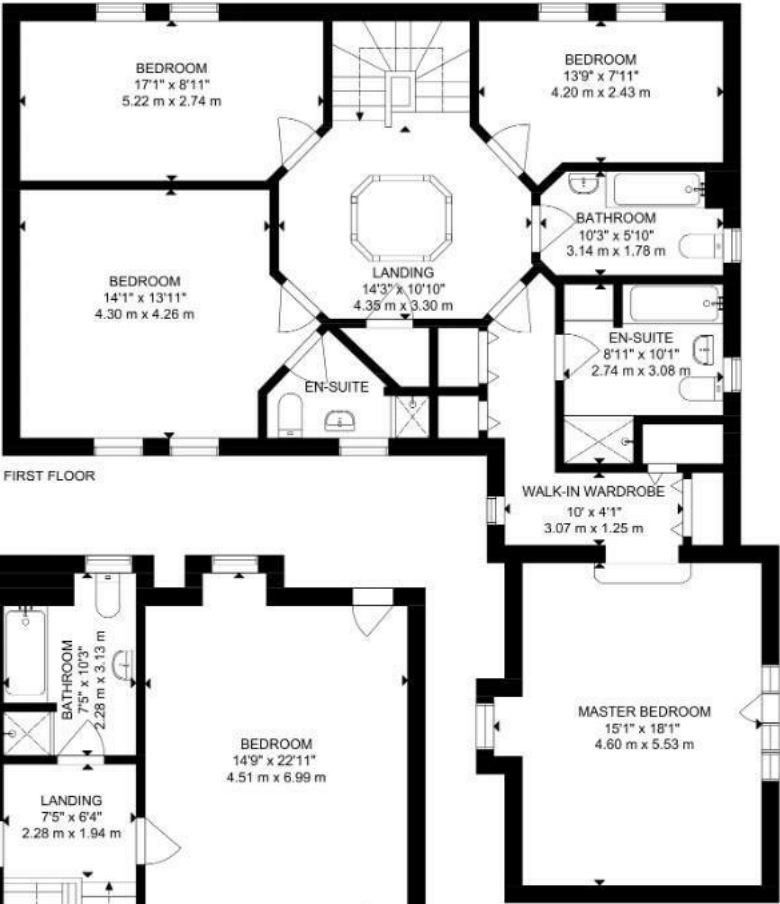 BEDROOM
17'1" x 8'11"
5.22 m x 2.74 m
BEDROOM
13'9" x 7'11"
4.20 m x 2.43 m
BATHROOM
10'3" x 5'10"
3.14 m x 1.78 m
BEDROOM
14'1" x 13'11"
4.30 m x 4.26 m
LANDING
14'3" x 10'10"
4.35 m x 3.30 m
EN-SUITE
8'11" x 10'1"
2.74 m x 3.08 m
EN-SUITE
FIRST FLOOR
WALK-IN WARDROBE
10' x 4'1"
3.07 m x 1.25 m
BATHROOM
7'5" x 10'3"
2.28 m x 3.13 m
BEDROOM
14'9" x 22'11"
4.51 m x 6.99 m
MASTER BEDROOM
15'1" x 18'1"
4.60 m x 5.53 m
LANDING
7'5" x 6'4"
2.28 m x 1.94 m